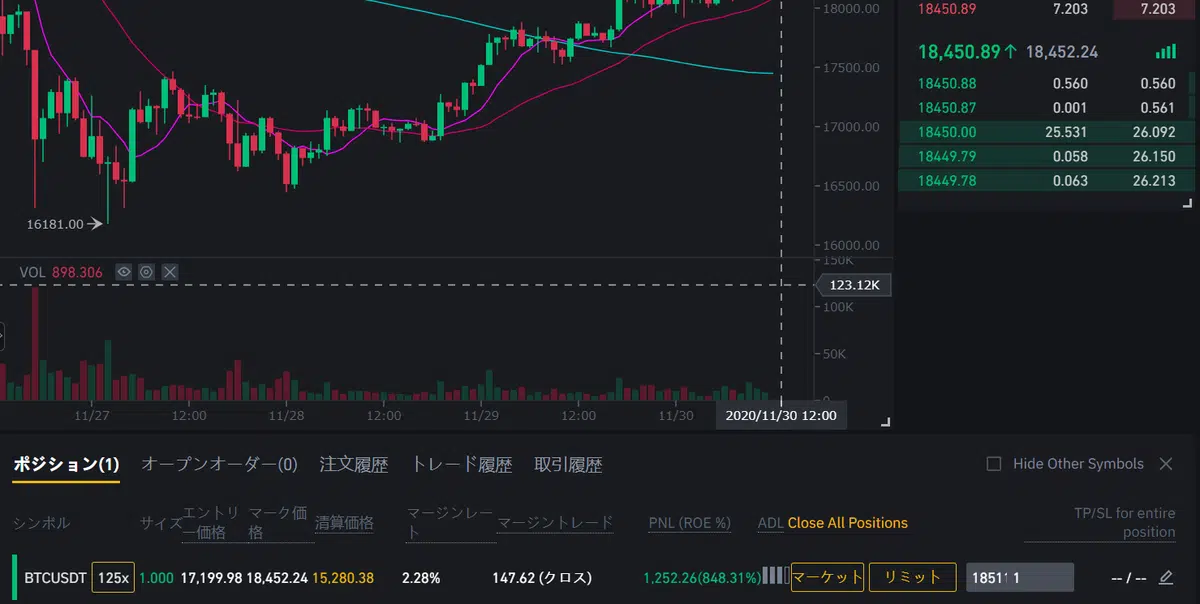 18000.00
17500.00
17000.00
16500.00
16000.00
16181.00
18450.89 7.203 7.203
18,450.89↑ 18,452.24
18450.88 0.560 0.560
18450.87 0.001 0.561
18450.00 25.531 26.092
18449.79 0.058 26.150
18449.78 0.063 26.213
VOL 898.306
150K
123.12K
100K
50K
0
11/27 12:00 11/28 12:00 11/29 12:00 11/30 2020/11/30 12:00
ポジション(1) オープンオーダー(0) 注文履歴 トレード履歴 取引履歴
Hide Other Symbols
シンボル サイズ エントリー価格 マーク価格 清算価格 マージンレート マージントレード PNL (ROE %) ADL Close All Positions TP/SL for entire position
BTCUSDT 125x 1.000 17,199.98 18,452.24 15,280.38 2.28% 147.62 (クロス) 1,252.26(848.31%) マーケット リミット -- / --